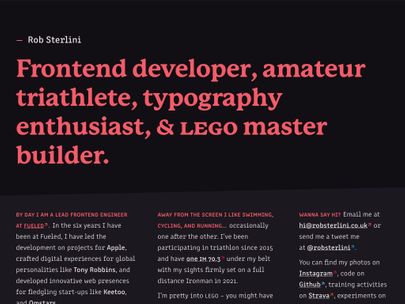 — Rob Sterlini
Frontend developer, amateur
triathlete, typography
enthusiast, & LEGO master
builder.
BY DAY I AM A LEAD FRONTEND ENGINEER
AT FUELED↗. In the six years I have
been at Fueled, I have led the
development on projects for Apple,
crafted digital experiences for global
personalities like Tony Robbins, and
developed innovative web presences
for fledgling start-ups like Keetoo,
and Omstars.
AWAY FROM THE SCREEN I LIKE SWIMMING,
CYCLING, AND RUNNING… occasionally
one after the other. I've been
participating in triathlon since 2015
and have one IM 70.3↗ under my belt
with my sights firmly set on a full
distance Ironman in 2021.
I'm pretty into LEGO – you might have
WANNA SAY HI? Email me at
hi@robsterlini.co.uk↗ or
send me a tweet me
at @robsterlini↗.
You can find my photos on
Instagram↗, code on
Github↗, training activities
on Strava↗, experiments on